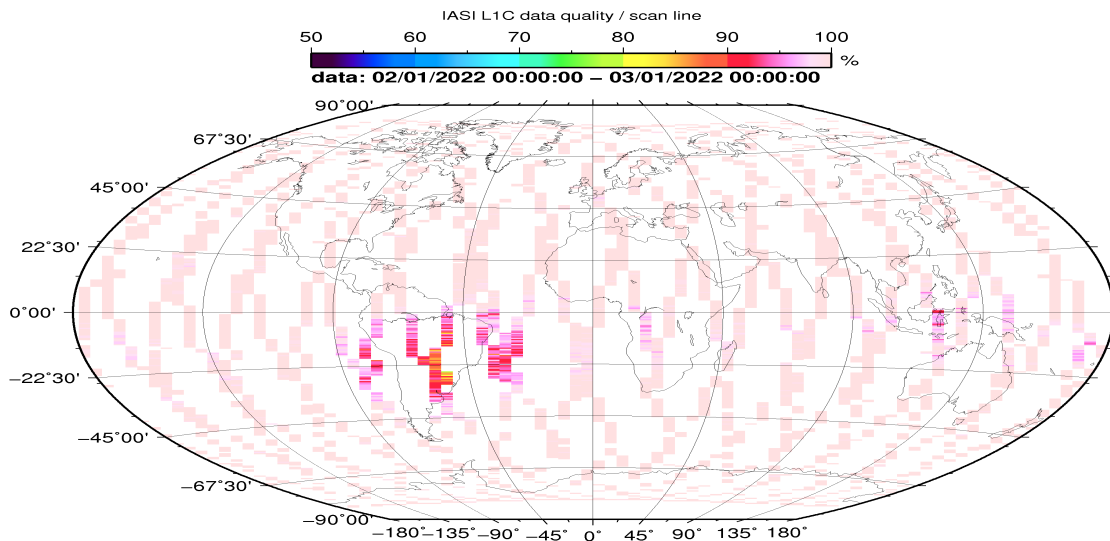 IASI L1C data quality / scan line
50 60 70 80 90 100
%
data: 02/01/2022 00:00:00 – 03/01/2022 00:00:00
90°00'
67°30'
45°00'
22°30'
0°00'
−22°30'
−45°00'
−67°30'
−90°00'
−180°−135° −90° −45° 0° 45° 90° 135° 180°